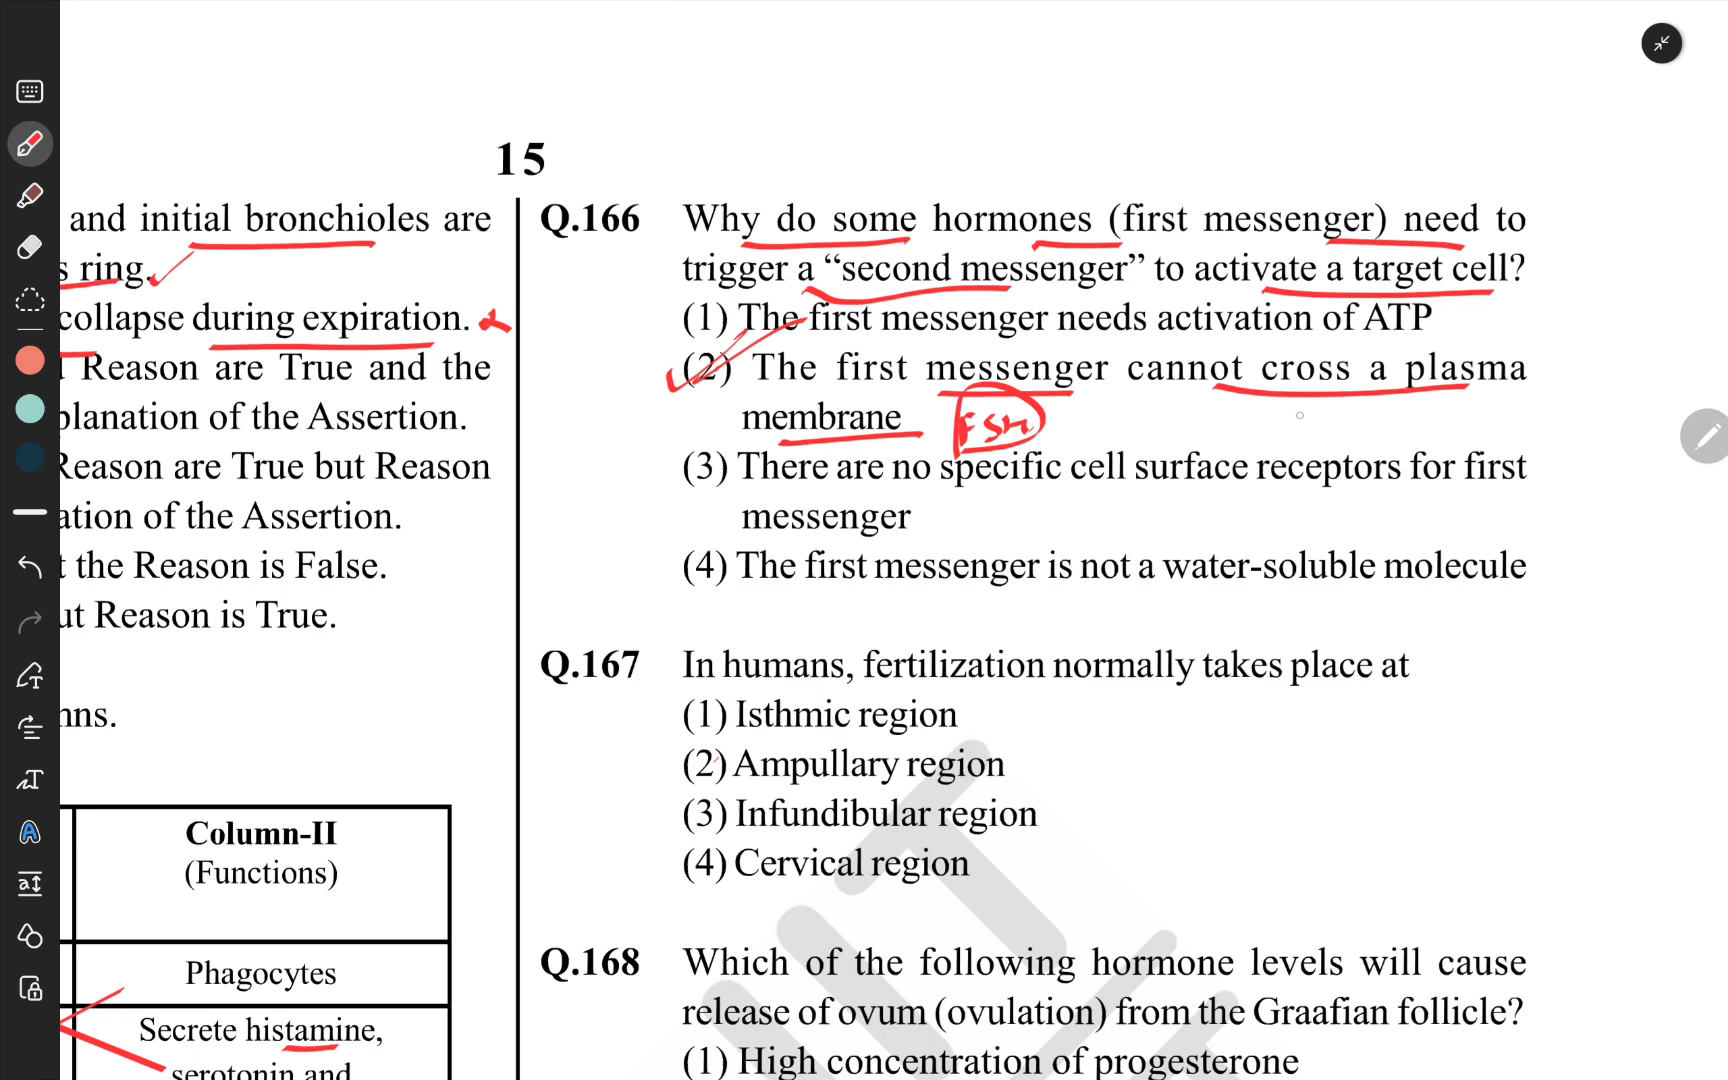 15
and initial bronchioles are
s ring.
collapse during expiration.
Reason are True and the
planation of the Assertion.
Reason are True but Reason
ation of the Assertion.
t the Reason is False.
ut Reason is True.
nns.
Column-II
(Functions)
Phagocytes
Secrete histamine,
serotonin and
Q.166 Why do some hormones (first messenger) need to
trigger a “second messenger” to activate a target cell?
(1) The first messenger needs activation of ATP
(2) The first messenger cannot cross a plasma
membrane FSH
(3) There are no specific cell surface receptors for first
messenger
(4) The first messenger is not a water-soluble molecule
Q.167 In humans, fertilization normally takes place at
(1) Isthmic region
(2) Ampullary region
(3) Infundibular region
(4) Cervical region
Q.168 Which of the following hormone levels will cause
release of ovum (ovulation) from the Graafian follicle?
(1) High concentration of progesterone